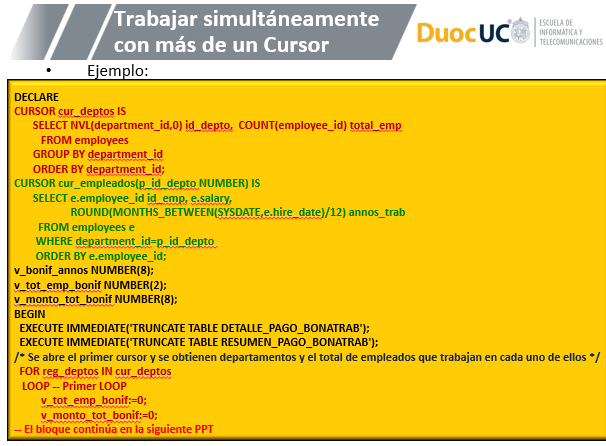 Trabajar simultáneamente
con más de un Cursor
DuocUC
ESCUELA DE
INFORMÁTICA Y
TELECOMUNICACIONES
• Ejemplo:
DECLARE
CURSOR cur_deptos IS
SELECT NVL(department_id,0) id_depto, COUNT(employee_id) total_emp
FROM employees
GROUP BY department_id
ORDER BY department_id;
CURSOR cur_empleados(p_id_depto NUMBER) IS
SELECT e.employee_id id_emp, e.salary,
ROUND(MONTHS_BETWEEN(SYSDATE,e.hire_date)/12) annos_trab
FROM employees e
WHERE department_id=p_id_depto
ORDER BY e.employee_id;
v_bonif_annos NUMBER(8);
v_tot_emp_bonif NUMBER(2);
v_monto_tot_bonif NUMBER(8);
BEGIN
EXECUTE IMMEDIATE('TRUNCATE TABLE DETALLE_PAGO_BONATRAB');
EXECUTE IMMEDIATE('TRUNCATE TABLE RESUMEN_PAGO_BONATRAB');
/* Se abre el primer cursor y se obtienen departamentos y el total de empleados que trabajan en cada uno de ellos */
FOR reg_deptos IN cur_deptos
LOOP -- Primer LOOP
v_tot_emp_bonif:=0;
v_monto_tot_bonif:=0;
-- El bloque continúa en la siguiente PPT